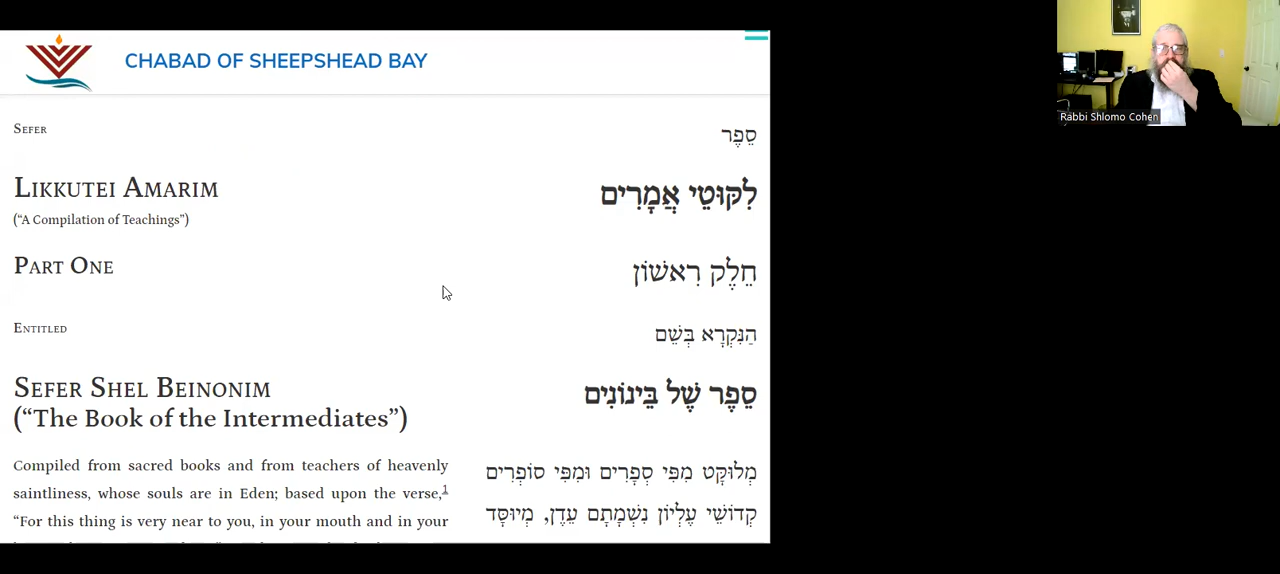 CHABAD OF SHEEPSHEAD BAY
Rabbi Shlomo Cohen
Sefer
סֵפֶר
Likkutei Amarim
לִקּוּטֵי אֲמָרִים
(“A Compilation of Teachings”)
Part One
חֵלֶק רִאשׁוֹן
Entitled
הַנִּקְרָא בְּשֵׁם
Sefer Shel Beinonim
(“The Book of the Intermediates”)
סֵפֶר שֶׁל בֵּינוֹנִים
Compiled from sacred books and from teachers of heavenly
saintliness, whose souls are in Eden; based upon the verse,1
“For this thing is very near to you, in your mouth and in your
מְלוּקָּט מִפִּי סְפָרִים וּמִפִּי סוֹפְרִים
קְדוֹשֵׁי עֶלְיוֹן נִשְׁמָתָם עֵדֶן, מְיוּסָּד